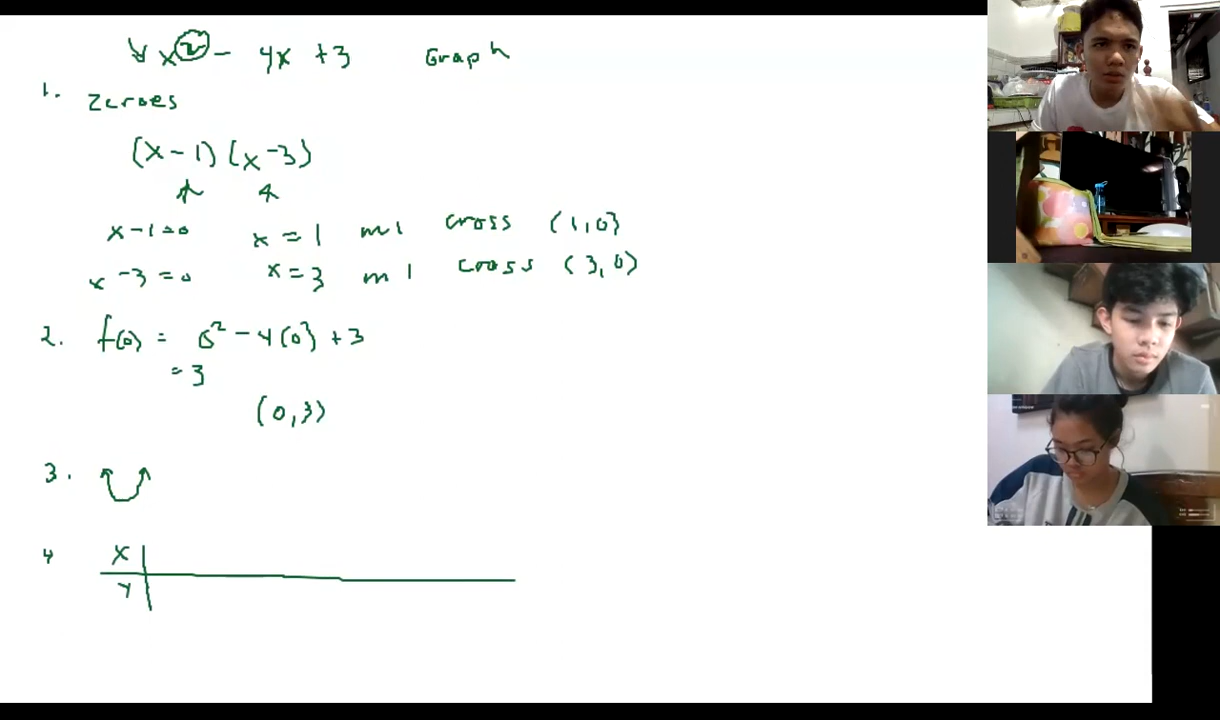 x² - 4x + 3 Graph
1. zeroes
(x - 1) (x - 3)
x - 1 = 0 x = 1 m 1 cross (1, 0)
x - 3 = 0 x = 3 m 1 cross (3, 0)
2. f(0) = 0² - 4(0) + 3
= 3
(0, 3)
3.
4 x
y